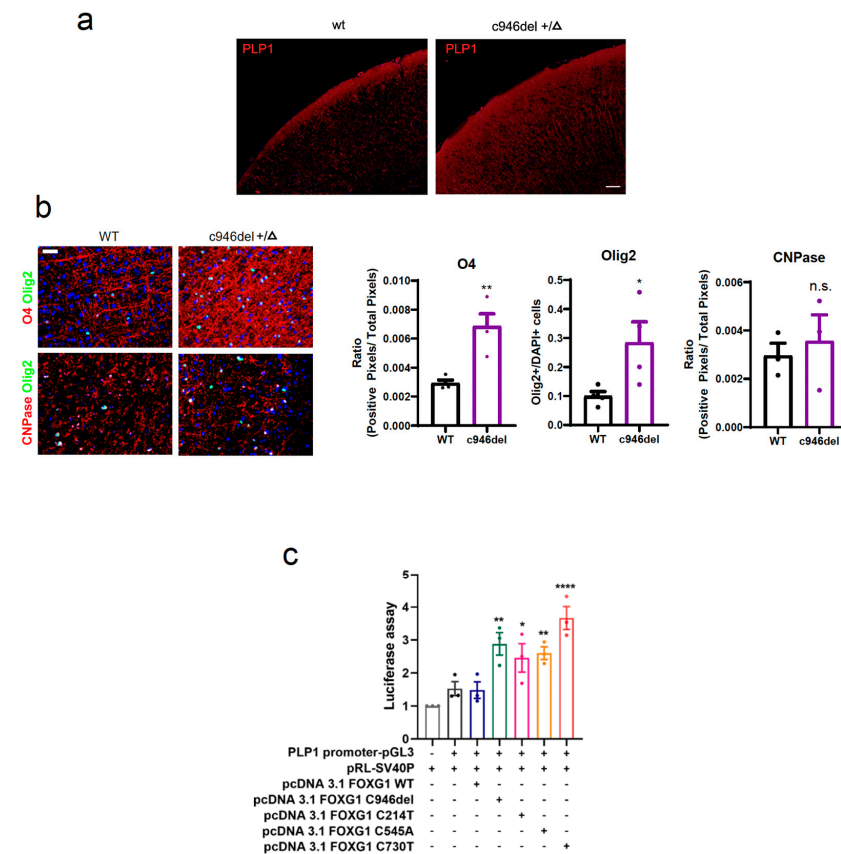 a
wt
c946del +/Δ
PLP1
PLP1
b
WT
c946del +/Δ
O4 Olig2
CNPase Olig2
O4
Ratio
(Positive Pixels/ Total Pixels)
0.010
0.008
0.006
0.004
0.002
0.000
**
WT
c946del
Olig2
Olig2+/DAPI+ cells
0.5
0.4
0.3
0.2
0.1
0.0
*
WT
c946del
CNPase
Ratio
(Positive Pixels/ Total Pixels)
0.006
0.004
0.002
0.000
n.s.
WT
c946del
c
Luciferase assay
5
4
3
2
1
0
** * ** ****
PLP1 promoter-pGL3 - + + + + + +
pRL-SV40P + + + + + + +
pcDNA 3.1 FOXG1 WT - - + - - - -
pcDNA 3.1 FOXG1 C946del - - - + - - -
pcDNA 3.1 FOXG1 C214T - - - - + - -
pcDNA 3.1 FOXG1 C545A - - - - - + -
pcDNA 3.1 FOXG1 C730T - - - - - - +